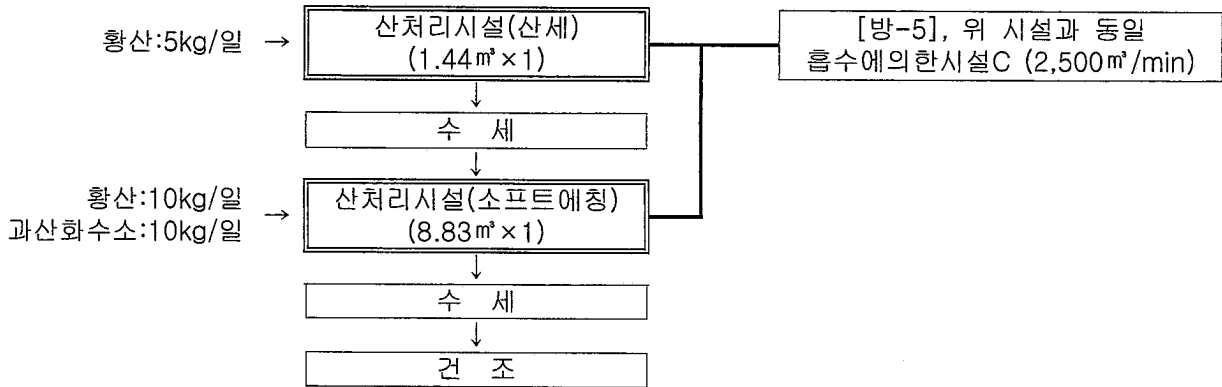 황산:5kg/일 →
산처리시설(산세)
(1.44㎥×1)
[방-5], 위 시설과 동일
흡수에의한시설C (2,500㎥/min)
↓
수 세
↓
황산:10kg/일
과산화수소:10kg/일 →
산처리시설(소프트에칭)
(8.83㎥×1)
↓
수 세
↓
건 조